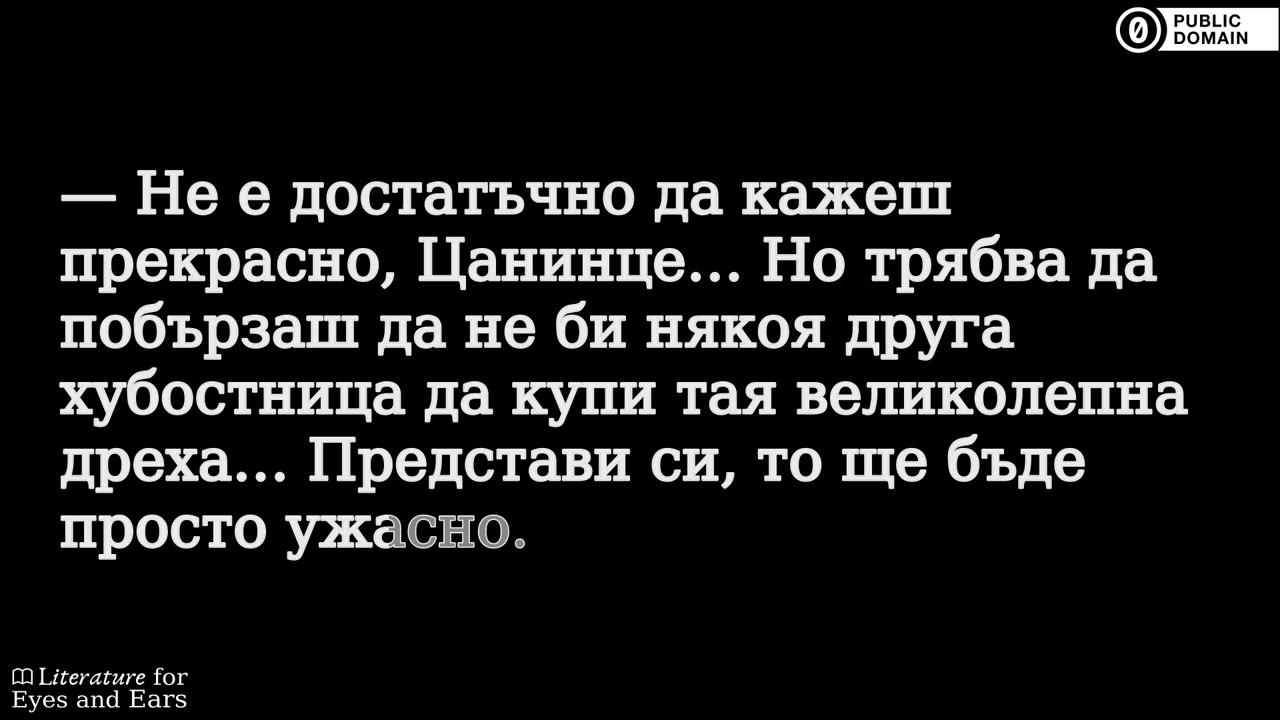 PUBLIC
DOMAIN
— Не е достатъчно да кажеш
прекрасно, Цанинце... Но трябва да
побързаш да не би някоя друга
хубостница да купи тая великолепна
дреха... Представи си, то ще бъде
просто ужасно.
Literature for
Eyes and Ears